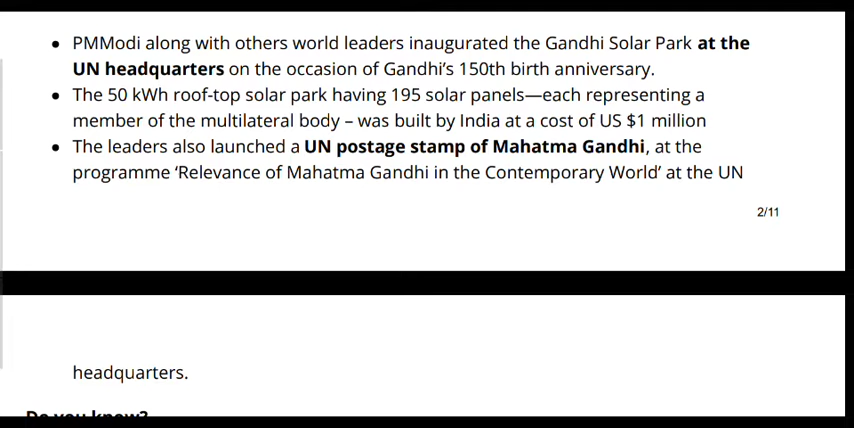 • PMModi along with others world leaders inaugurated the Gandhi Solar Park at the
UN headquarters on the occasion of Gandhi's 150th birth anniversary.
• The 50 kWh roof-top solar park having 195 solar panels—each representing a
member of the multilateral body – was built by India at a cost of US $1 million
• The leaders also launched a UN postage stamp of Mahatma Gandhi, at the
programme ‘Relevance of Mahatma Gandhi in the Contemporary World’ at the UN
2/11
headquarters.
Do you know?